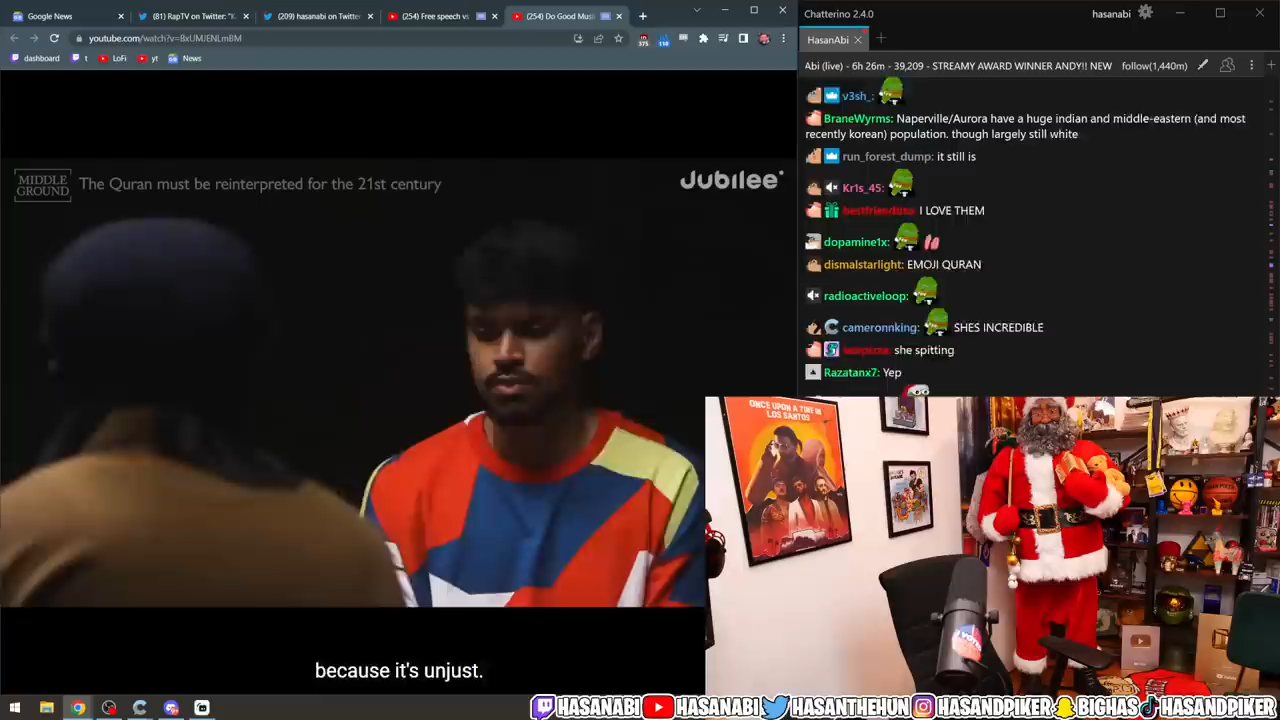 Google News
(81) RapTV on Twitter: "K
(209) hasanabi on Twitter
(254) Free speech vs
(254) Do Good Mus
youtube.com/watch?v=BxUMJENLmBM
dashboard
t
LoFi
yt
News
MIDDLE GROUND
The Quran must be reinterpreted for the 21st century
Jubilee
because it's unjust.
Chatterino 2.4.0
hasanabi
HasanAbi
Abi (live) - 6h 26m - 39,209 - STREAMY AWARD WINNER ANDY!! NEW
follow(1,440m)
v3sh_:
BraneWyrms: Naperville/Aurora have a huge indian and middle-eastern (and most
recently korean) population. though largely still white
run_forest_dump: it still is
Kr1s_45:
I LOVE THEM
dopamine1x:
dismalstarlight: EMOJI QURAN
radioactiveloop:
cameronnking: SHES INCREDIBLE
she spitting
Razatanx7: Yep
ONCE UPON A TIME IN
LOS SANTOS
HASANABI
HASANABI
HASANTHEHUN
HASANDPIKER
BIGHAS
HASANDPIKER